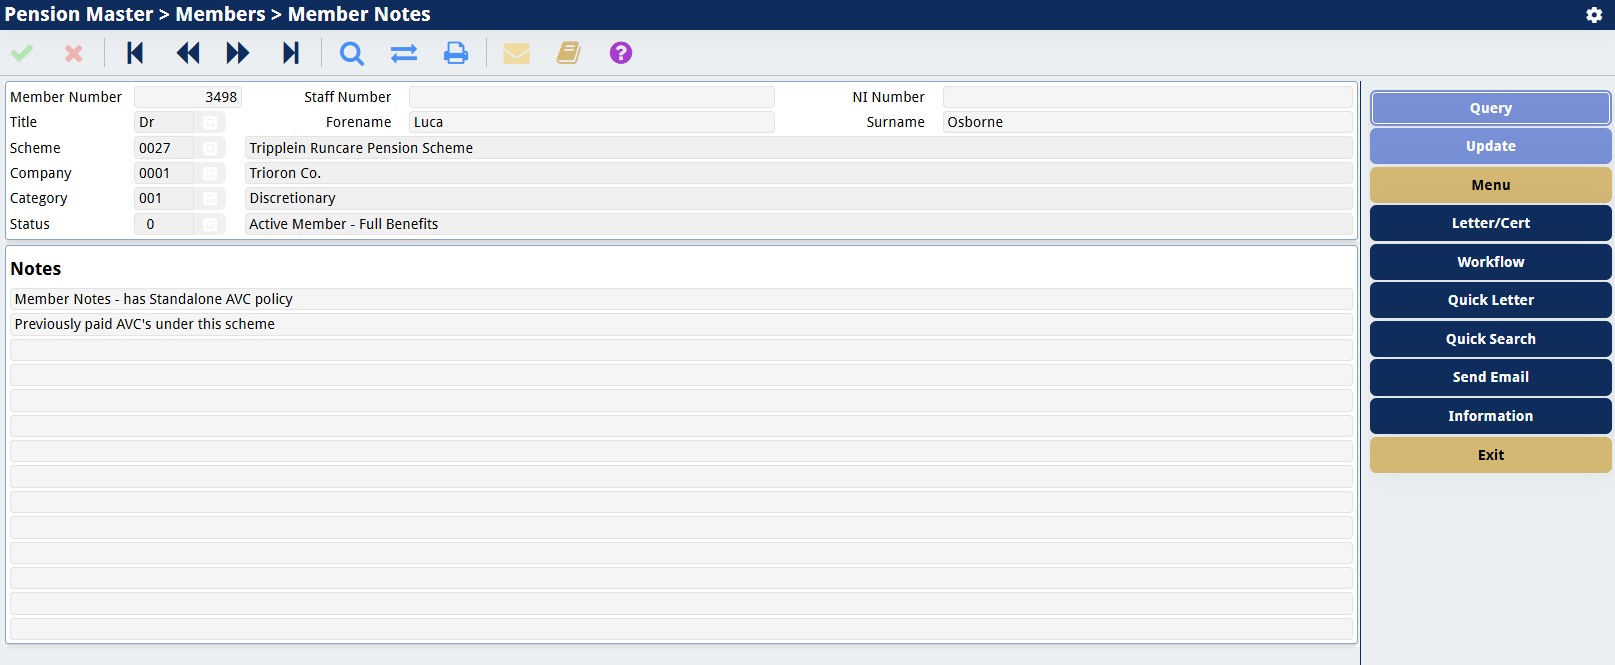 Pension Master > Members > Member Notes
Member Number 3498 Staff Number NI Number
Title Dr Forename Luca Surname Osborne
Scheme 0027 Tripplein Runcare Pension Scheme
Company 0001 Trioron Co.
Category 001 Discretionary
Status 0 Active Member - Full Benefits
Notes
Member Notes - has Standalone AVC policy
Previously paid AVC's under this scheme
Query
Update
Menu
Letter/Cert
Workflow
Quick Letter
Quick Search
Send Email
Information
Exit